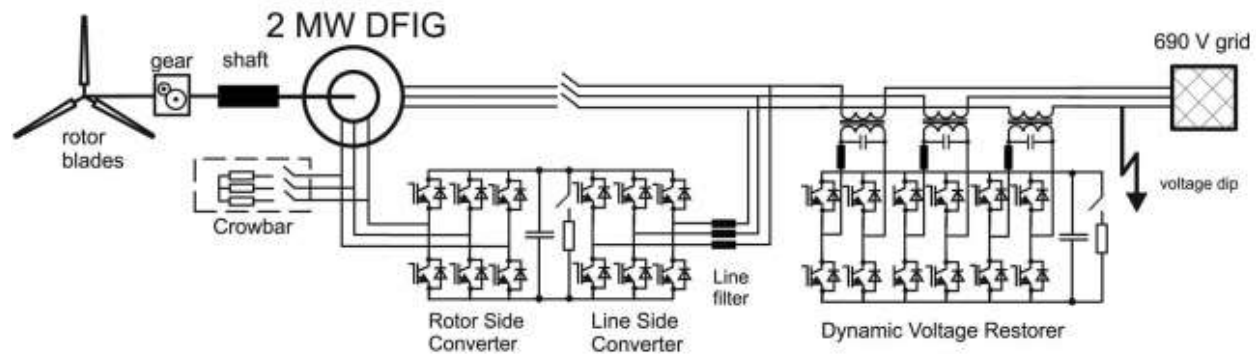 2 MW DFIG
690 V grid
gear
shaft
rotor
blades
Crowbar
voltage dip
Line
filter
Rotor Side
Converter
Line Side
Converter
Dynamic Voltage Restorer